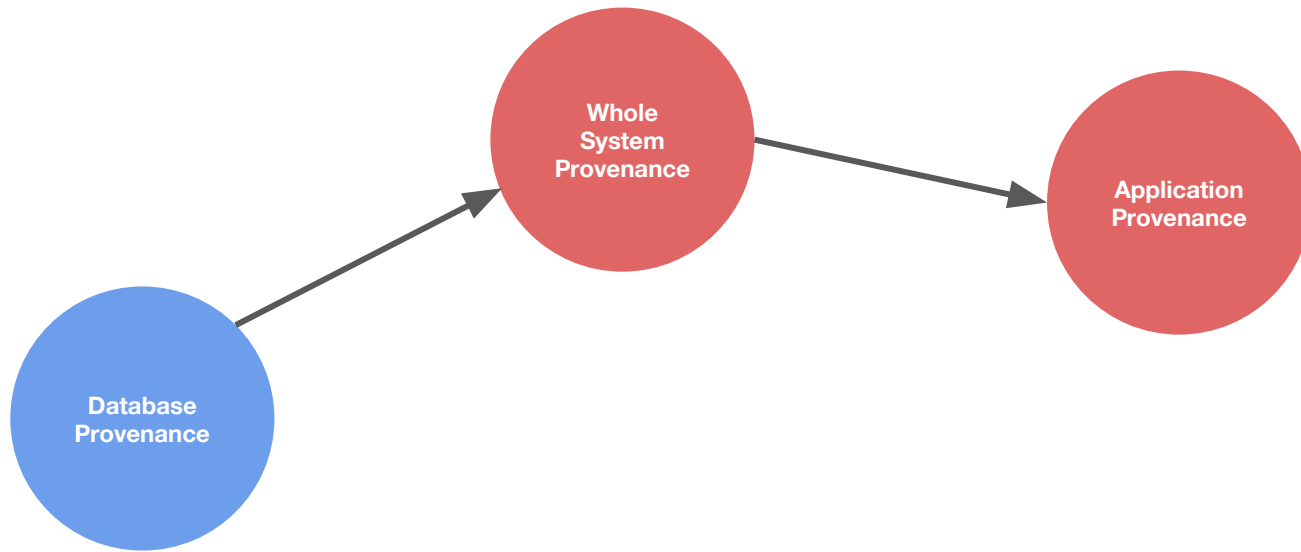 Whole
System
Provenance
Application
Provenance
Database
Provenance